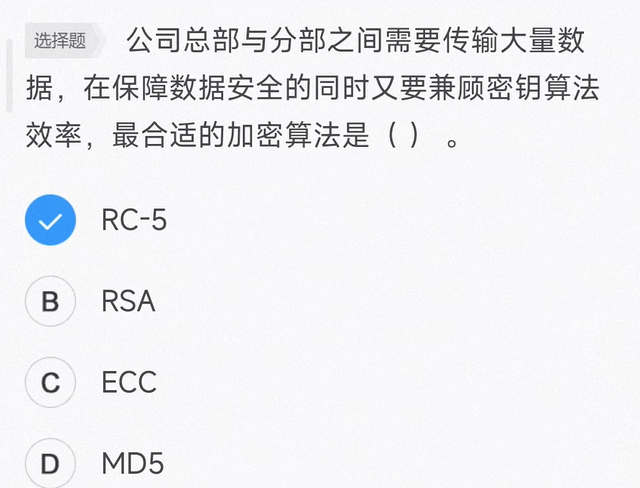 选择题 公司总部与分部之间需要传输大量数
据，在保障数据安全的同时又要兼顾密钥算法
效率，最合适的加密算法是（ ） 。
RC-5
B RSA
C ECC
D MD5